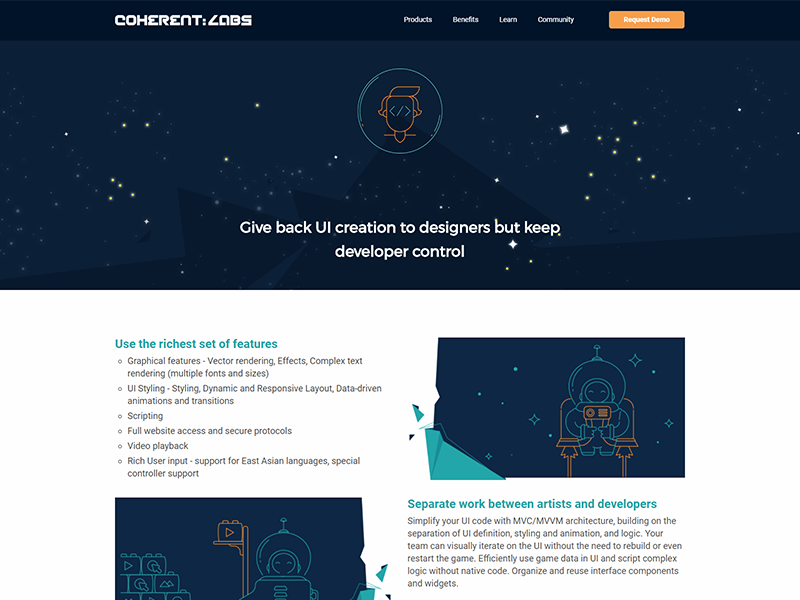 COHERENT:LABS
Products Benefits Learn Community Request Demo
</>
Give back UI creation to designers but keep
developer control
Use the richest set of features
Graphical features - Vector rendering, Effects, Complex text
rendering (multiple fonts and sizes)
UI Styling - Styling, Dynamic and Responsive Layout, Data-driven
animations and transitions
Scripting
Full website access and secure protocols
Video playback
Rich User input - support for East Asian languages, special
controller support
Separate work between artists and developers
Simplify your UI code with MVC/MVVM architecture, building on the
separation of UI definition, styling and animation, and logic. Your
team can visually iterate on the UI without the need to rebuild or even
restart the game. Efficiently use game data in UI and script complex
logic without native code. Organize and reuse interface components
and widgets.